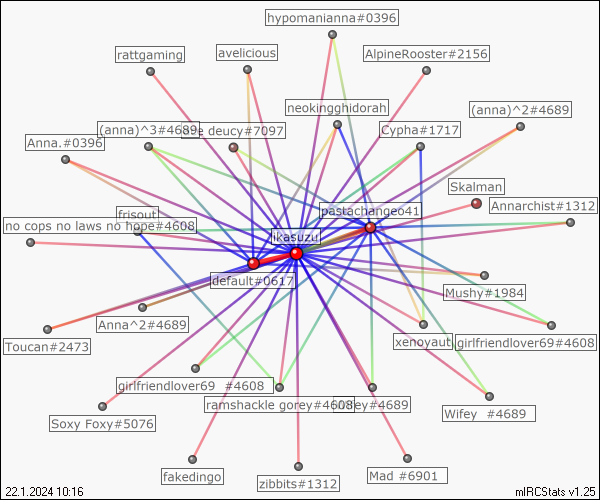 hypomanianna#0396
rattgaming
avelicious
AlpineRooster#2156
neokingghidorah
(anna)^2#4689
(anna)^3#4689
deucy#7097
Cypha#1717
Anna.#0396
Skalman
Annarchist#1312
frisout
pastachangeo41
no cops no laws no hope#4608
ikasuzu
default#0617
Mushy#1984
Anna^2#4689
Toucan#2473
xenoyaut
girlfriendlover69#4608
girlfriendlover69 #4608
ramshackle gorey#4608
#4689
Soxy Foxy#5076
Wifey #4689
fakedingo
zibbits#1312
Mad #6901
22.1.2024 10:16
mIRCStats v1.25